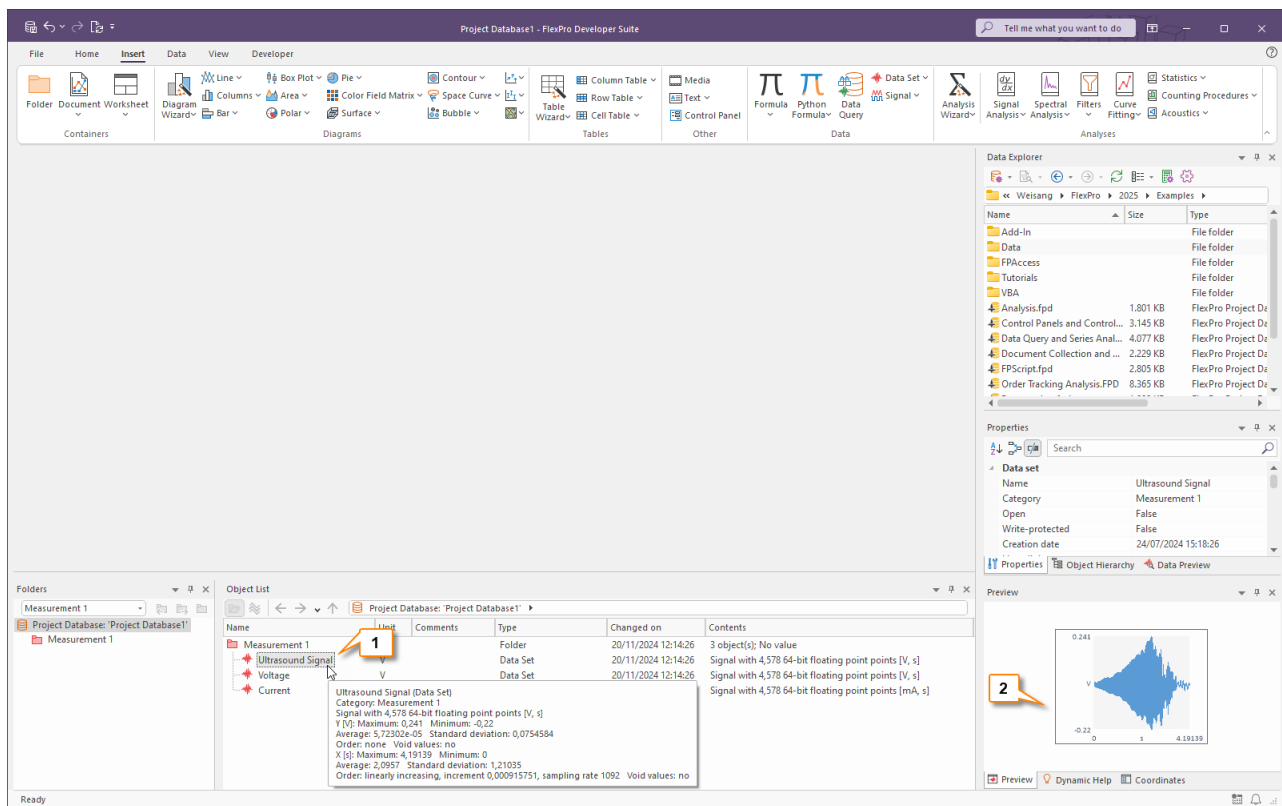 Project Database1 - FlexPro Developer Suite
Tell me what you want to do
File Home Insert Data View Developer
Folder Document Worksheet
Containers
Diagram Wizard
Line Box Plot Pie Contour
Columns Area Color Field Matrix Space Curve
Bar Polar Surface Bubble
Diagrams
Table Wizard
Column Table
Row Table
Cell Table
Tables
Media
Text
Control Panel
Other
Formula Python Formula Data Query
Data Set
Signal
Data
Analysis Wizard
Signal Analysis Spectral Analysis Filters Curve Fitting
Statistics
Counting Procedures
Acoustics
Analyses
Data Explorer
« Weisang FlexPro 2025 Examples
Name Size Type
Add-In File folder
Data File folder
FPAccess File folder
Tutorials File folder
VBA File folder
Analysis.fpd 1.801 KB FlexPro Project Da
Control Panels and Control... 3.145 KB FlexPro Project Da
Data Query and Series Anal... 4.077 KB FlexPro Project Da
Document Collection and ... 2.229 KB FlexPro Project Da
FPScript.fpd 2.805 KB FlexPro Project Da
Order Tracking Analysis.FPD 8.365 KB FlexPro Project Da
Properties
Search
Data set
Name Ultrasound Signal
Category Measurement 1
Open False
Write-protected False
Creation date 24/07/2024 15:18:26
Properties Object Hierarchy Data Preview
Folders
Measurement 1
Project Database: 'Project Database1'
Measurement 1
Object List
Project Database: 'Project Database1'
Name Unit Comments Type Changed on Contents
Measurement 1 Folder 20/11/2024 12:14:26 3 object(s); No value
Ultrasound Signal V Data Set 20/11/2024 12:14:26 Signal with 4,578 64-bit floating point points [V, s]
Voltage V Data Set 20/11/2024 12:14:26 Signal with 4,578 64-bit floating point points [V, s]
Current Signal with 4,578 64-bit floating point points [mA, s]
1
Ultrasound Signal (Data Set)
Category: Measurement 1
Signal with 4,578 64-bit floating point points [V, s]
Y [V]: Maximum: 0,241 Minimum: -0,22
Average: 5,72302e-05 Standard deviation: 0,0754584
Order: none Void values: no
X [s]: Maximum: 4,19139 Minimum: 0
Average: 2,0957 Standard deviation: 1,21035
Order: linearly increasing, increment 0,000915751, sampling rate 1092 Void values: no
Preview
2
0.241
V
-0.22
0 s 4.19139
Preview Dynamic Help Coordinates
Ready